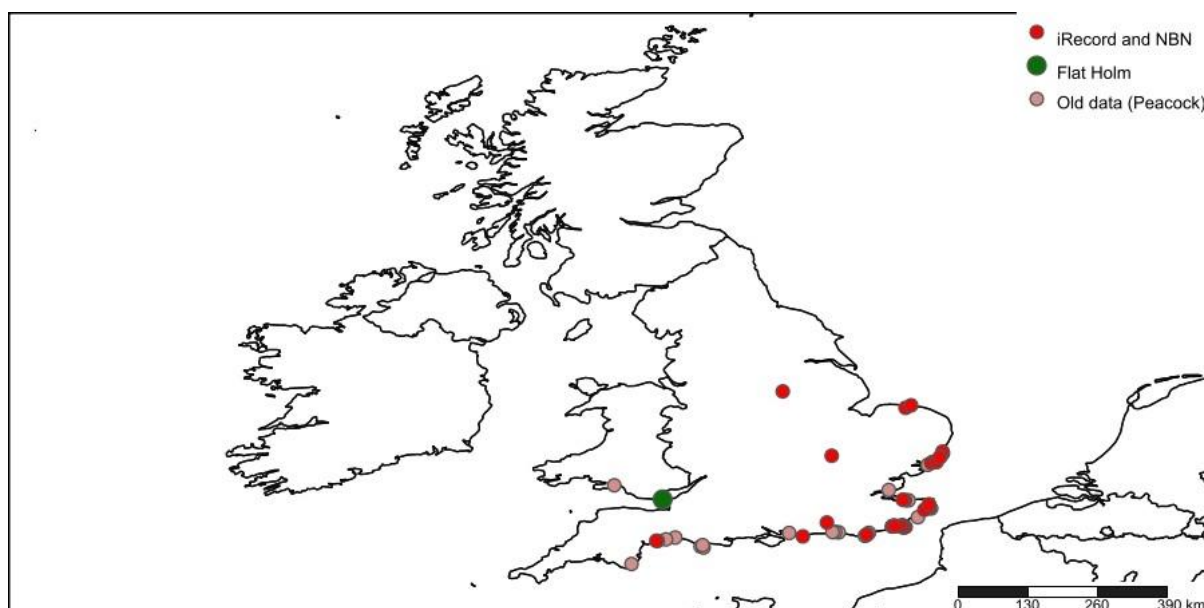 iRecord and NBN
Flat Holm
Old data (Peacock)
0 130 260 390 km